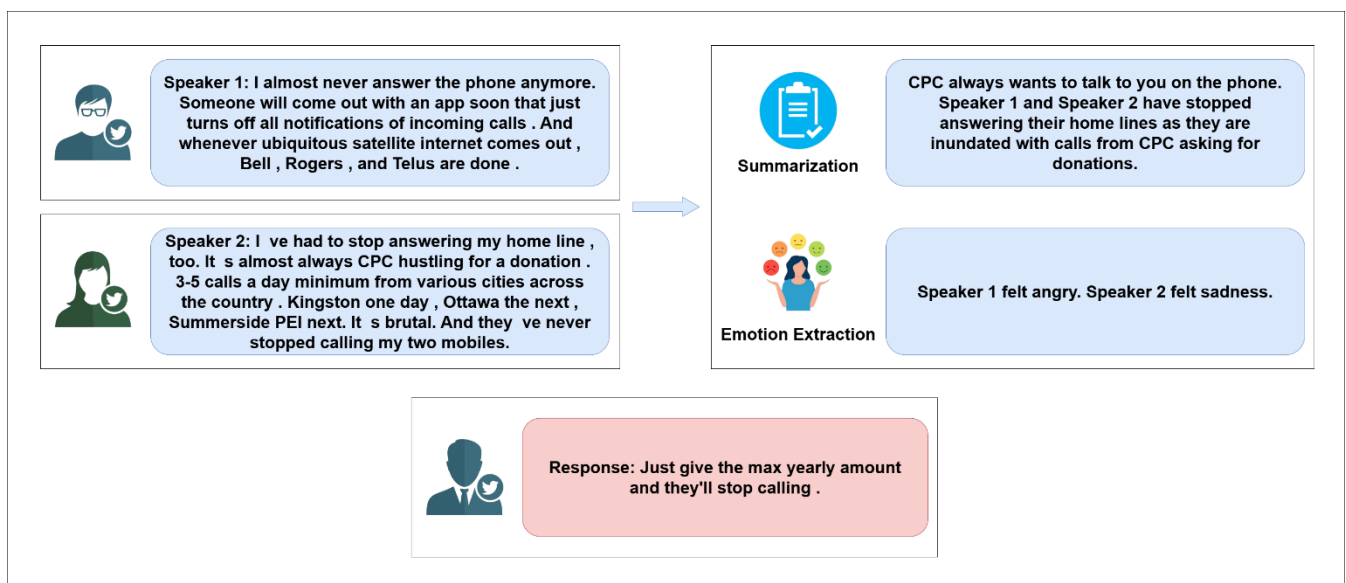 Speaker 1: I almost never answer the phone anymore.
Someone will come out with an app soon that just
turns off all notifications of incoming calls . And
whenever ubiquitous satellite internet comes out ,
Bell , Rogers , and Telus are done .
Speaker 2: I ve had to stop answering my home line ,
too. It s almost always CPC hustling for a donation .
3-5 calls a day minimum from various cities across
the country . Kingston one day , Ottawa the next ,
Summerside PEI next. It s brutal. And they ve never
stopped calling my two mobiles.
Summarization
CPC always wants to talk to you on the phone.
Speaker 1 and Speaker 2 have stopped
answering their home lines as they are
inundated with calls from CPC asking for
donations.
Emotion Extraction
Speaker 1 felt angry. Speaker 2 felt sadness.
Response: Just give the max yearly amount
and they'll stop calling .